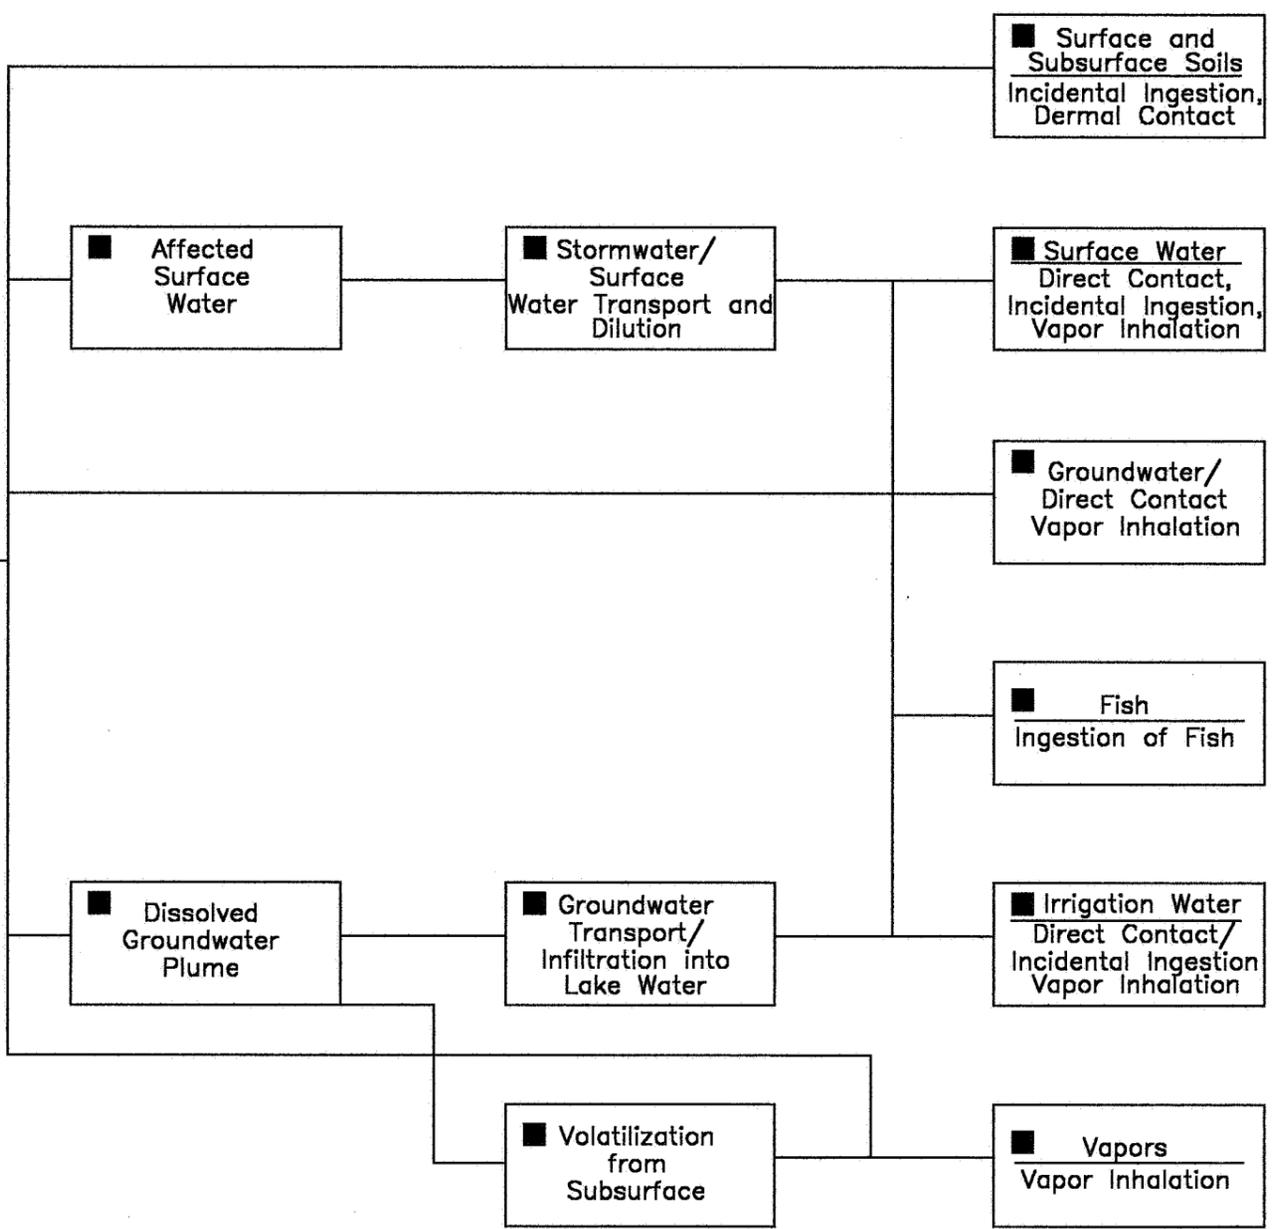 Surface and
Subsurface Soils
Incidental Ingestion,
Dermal Contact
Affected
Surface
Water
Stormwater/
Surface
Water Transport and
Dilution
Surface Water
Direct Contact,
Incidental Ingestion,
Vapor Inhalation
Groundwater/
Direct Contact
Vapor Inhalation
Fish
Ingestion of Fish
Dissolved
Groundwater
Plume
Groundwater
Transport/
Infiltration into
Lake Water
Irrigation Water
Direct Contact/
Incidental Ingestion
Vapor Inhalation
Volatilization
from
Subsurface
Vapors
Vapor Inhalation